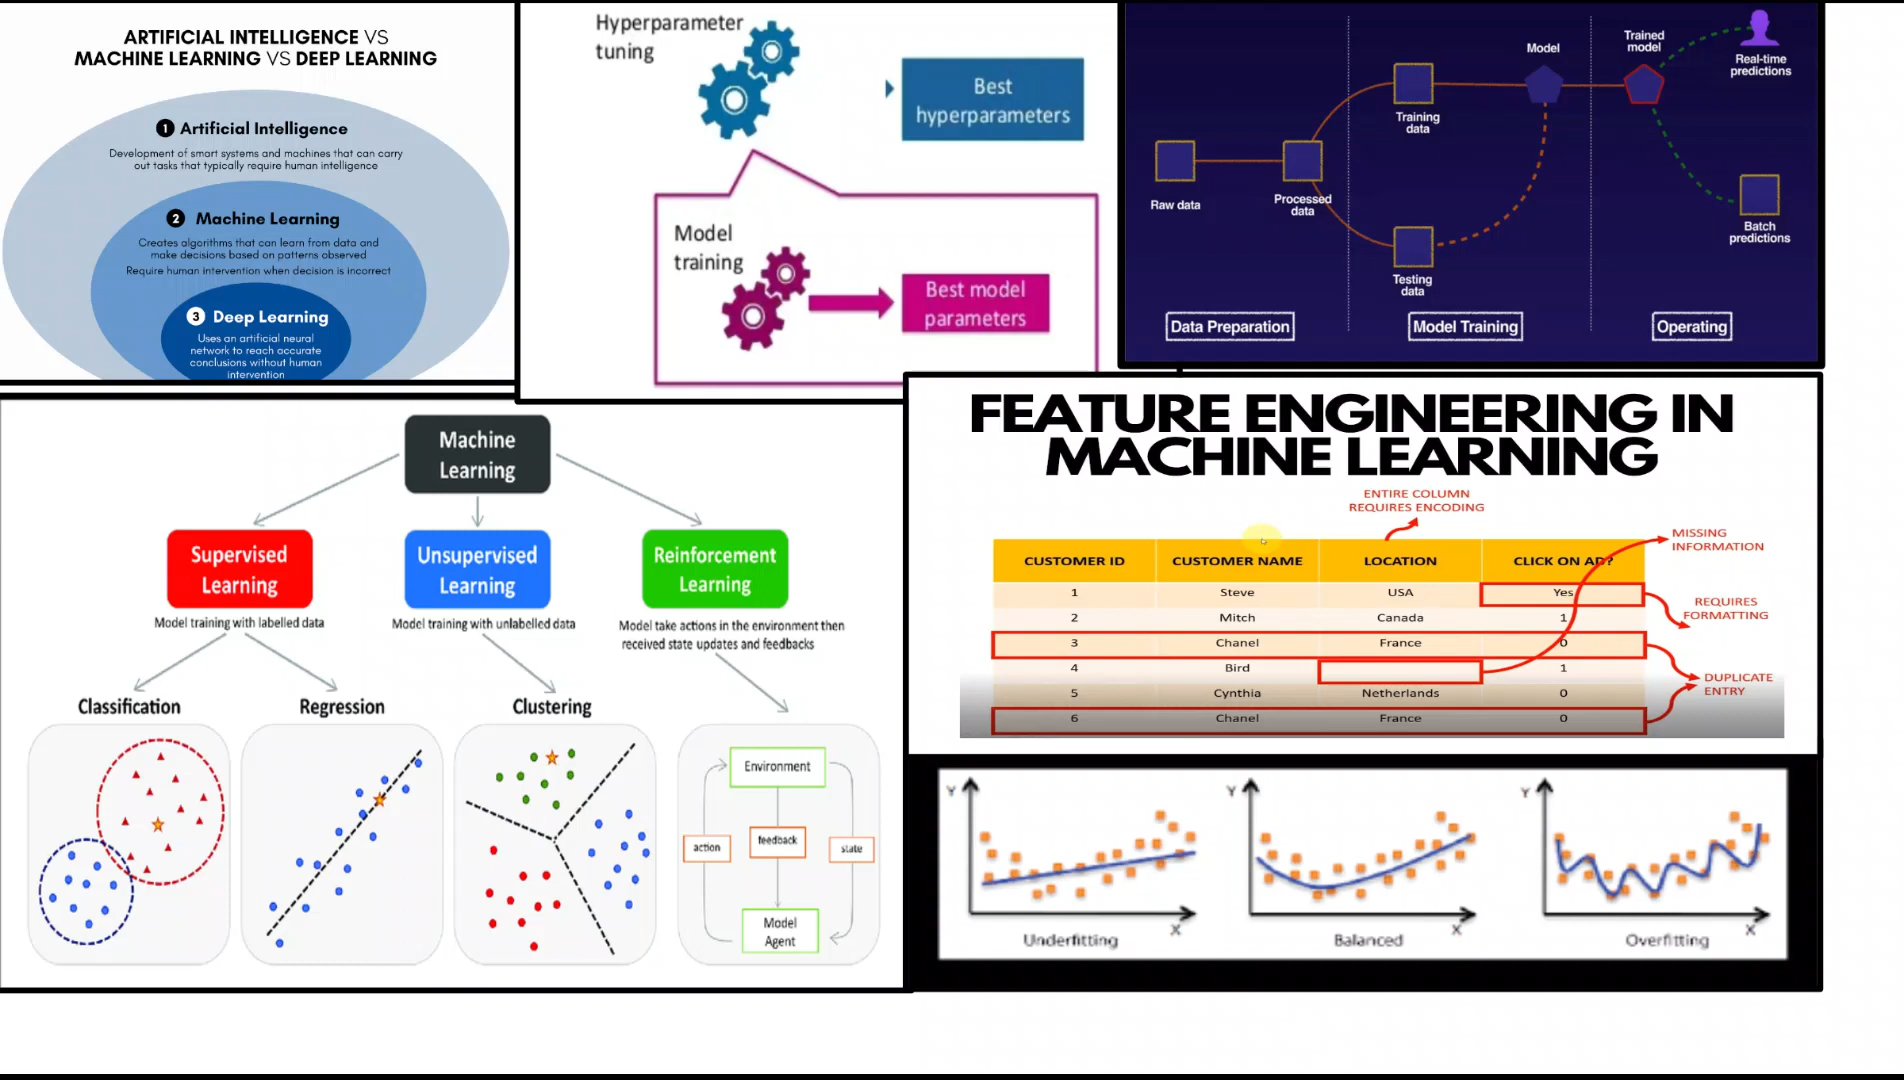 ARTIFICIAL INTELLIGENCE VS
MACHINE LEARNING VS DEEP LEARNING
1 Artificial Intelligence
Development of smart systems and machines that can carry
out tasks that typically require human intelligence
2 Machine Learning
Creates algorithms that can learn from data and
make decisions based on patterns observed
Require human intervention when decision is incorrect
3 Deep Learning
Uses an artificial neural
network to reach accurate
conclusions without human
intervention
Hyperparameter
tuning
Best
hyperparameters
Model
training
Best model
parameters
Raw data
Processed
data
Training
data
Testing
data
Model
Trained
model
Real-time
predictions
Batch
predictions
Data Preparation
Model Training
Operating
Machine
Learning
Supervised
Learning
Unsupervised
Learning
Reinforcement
Learning
Model training with labelled data
Model training with unlabelled data
Model take actions in the environment then
received state updates and feedbacks
Classification
Regression
Clustering
Environment
action
feedback
state
Model
Agent
FEATURE ENGINEERING IN
MACHINE LEARNING
ENTIRE COLUMN
REQUIRES ENCODING
MISSING
INFORMATION
CUSTOMER ID CUSTOMER NAME LOCATION CLICK ON AD?
1 Steve USA Yes
2 Mitch Canada 1
3 Chanel France 0
4 Bird 1
5 Cynthia Netherlands 0
6 Chanel France 0
REQUIRES
FORMATTING
DUPLICATE
ENTRY
Y
X
Underfitting
Y
X
Balanced
Y
X
Overfitting